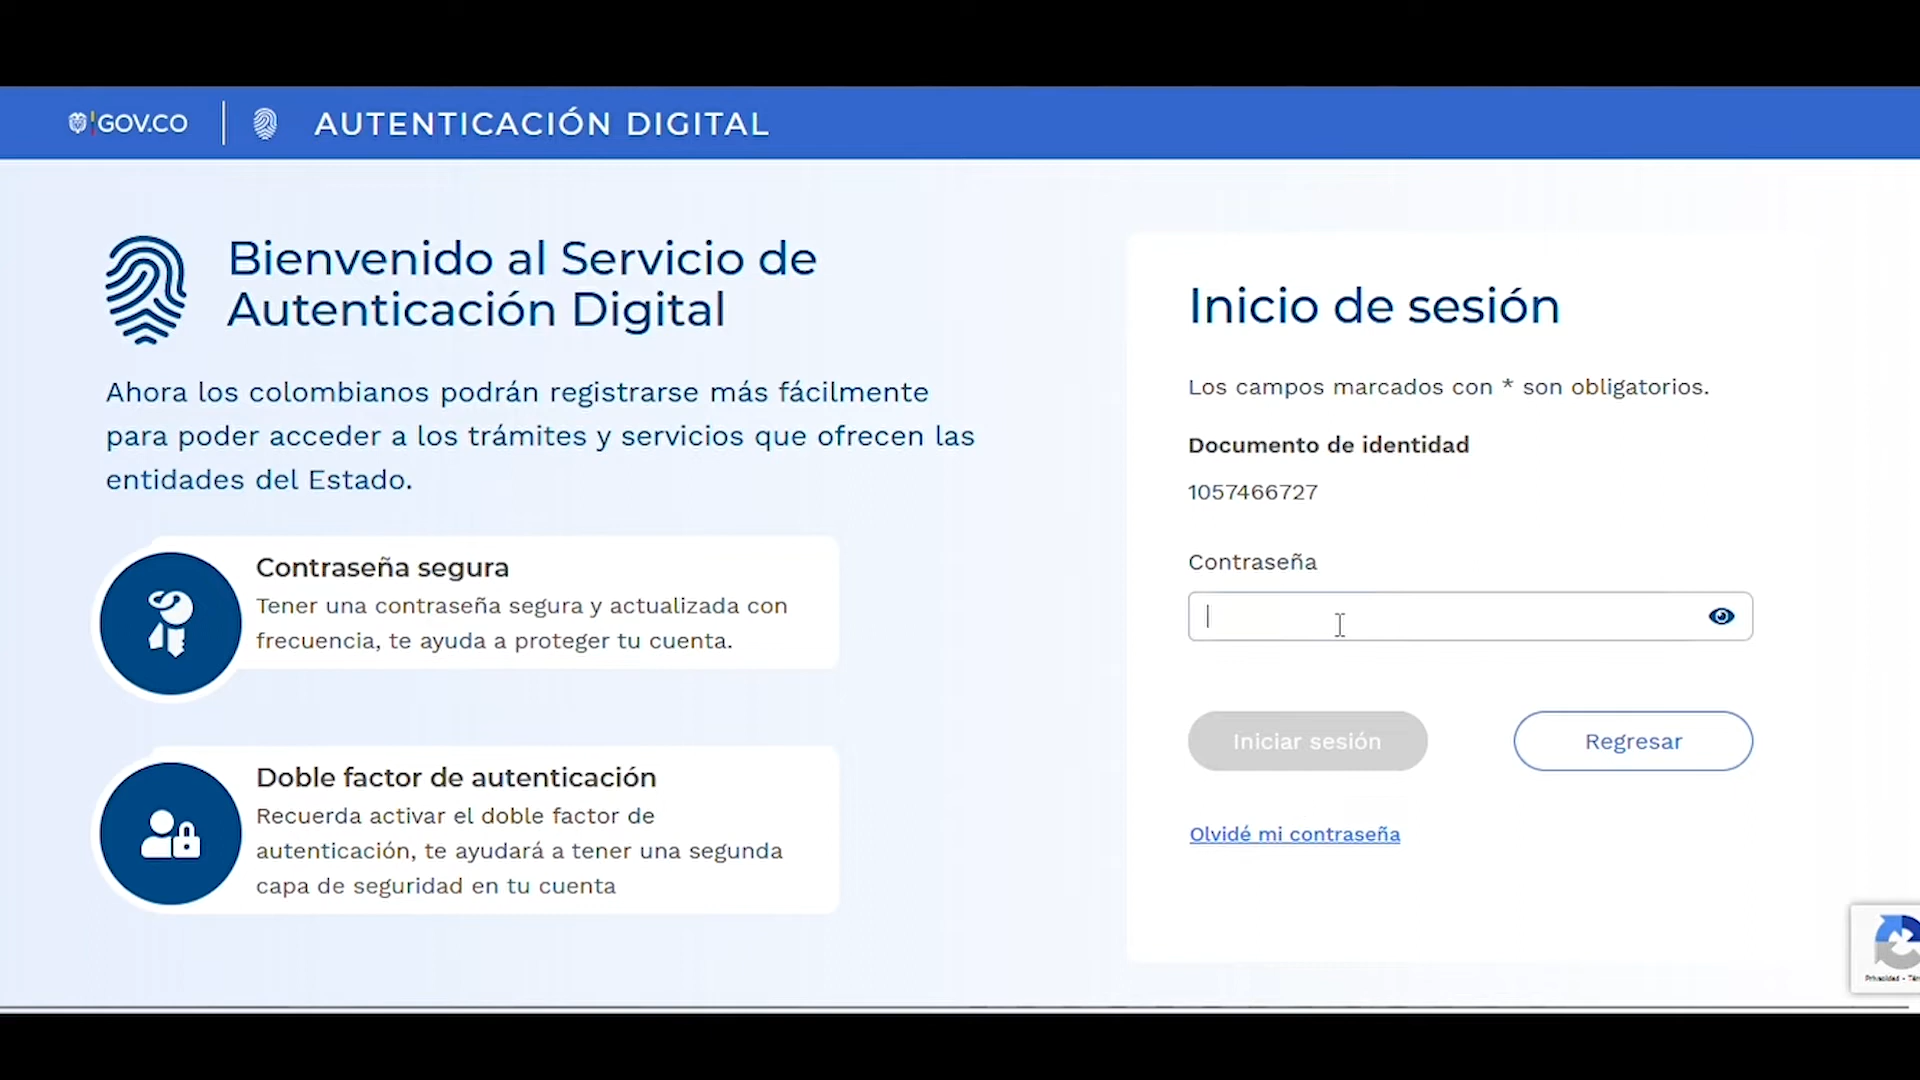 GOV.CO
AUTENTICACIÓN DIGITAL
Bienvenido al Servicio de
Autenticación Digital
Ahora los colombianos podrán registrarse más fácilmente
para poder acceder a los trámites y servicios que ofrecen las
entidades del Estado.
Contraseña segura
Tener una contraseña segura y actualizada con
frecuencia, te ayuda a proteger tu cuenta.
Doble factor de autenticación
Recuerda activar el doble factor de
autenticación, te ayudará a tener una segunda
capa de seguridad en tu cuenta
Inicio de sesión
Los campos marcados con * son obligatorios.
Documento de identidad
1057466727
Contraseña
Iniciar sesión
Regresar
Olvidé mi contraseña
Privacidad -